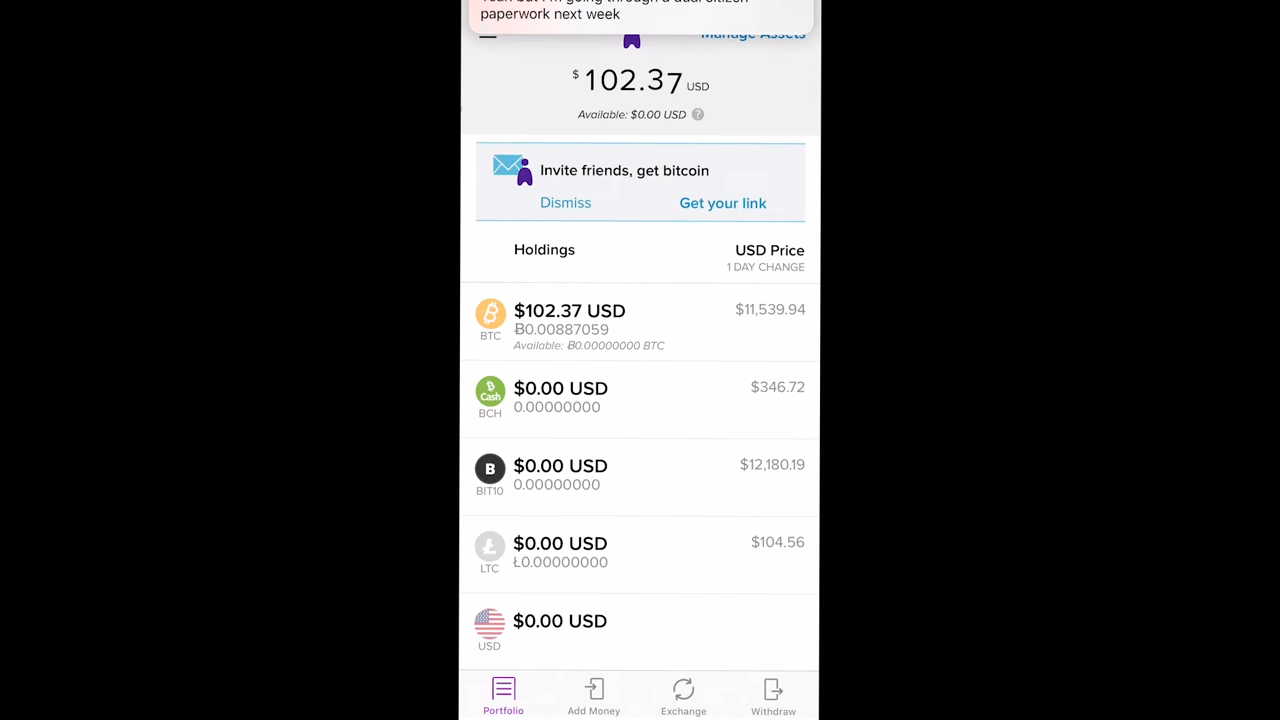 paperwork next week
Manage Assets
$ 102.37 USD
Available: $0.00 USD ?
Invite friends, get bitcoin
Dismiss
Get your link
Holdings
USD Price
1 DAY CHANGE
$102.37 USD
$11,539.94
Ƀ0.00887059
BTC
Available: Ƀ0.00000000 BTC
$0.00 USD
$346.72
Cash
0.00000000
BCH
$0.00 USD
$12,180.19
B
0.00000000
BIT10
$0.00 USD
$104.56
Ł0.00000000
LTC
$0.00 USD
USD
Portfolio
Add Money
Exchange
Withdraw